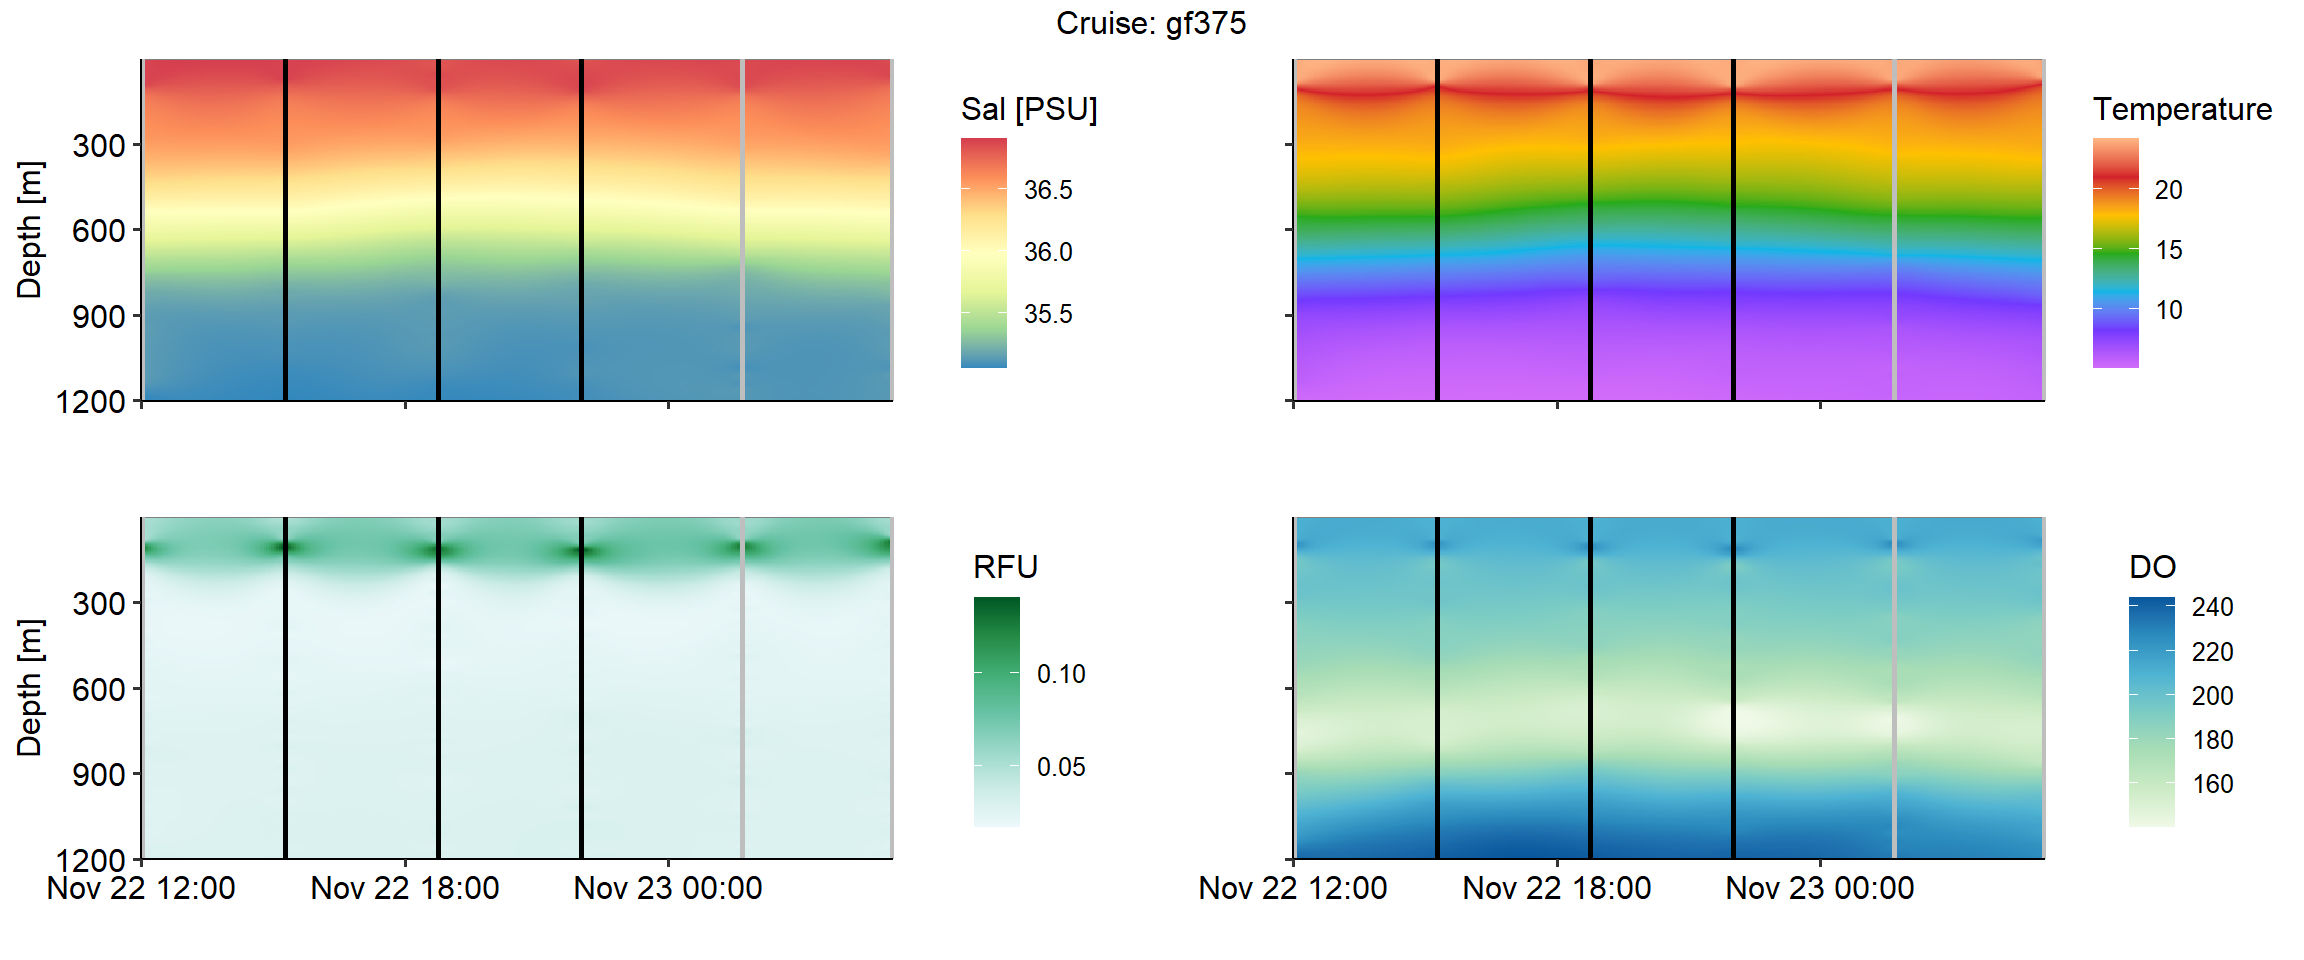 Cruise: gf375
Sal [PSU]
36.5
36.0
35.5
Depth [m]
300
600
900
1200
Temperature
20
15
10
RFU
0.10
0.05
Depth [m]
300
600
900
1200
Nov 22 12:00
Nov 22 18:00
Nov 23 00:00
DO
240
220
200
180
160
Nov 22 12:00
Nov 22 18:00
Nov 23 00:00